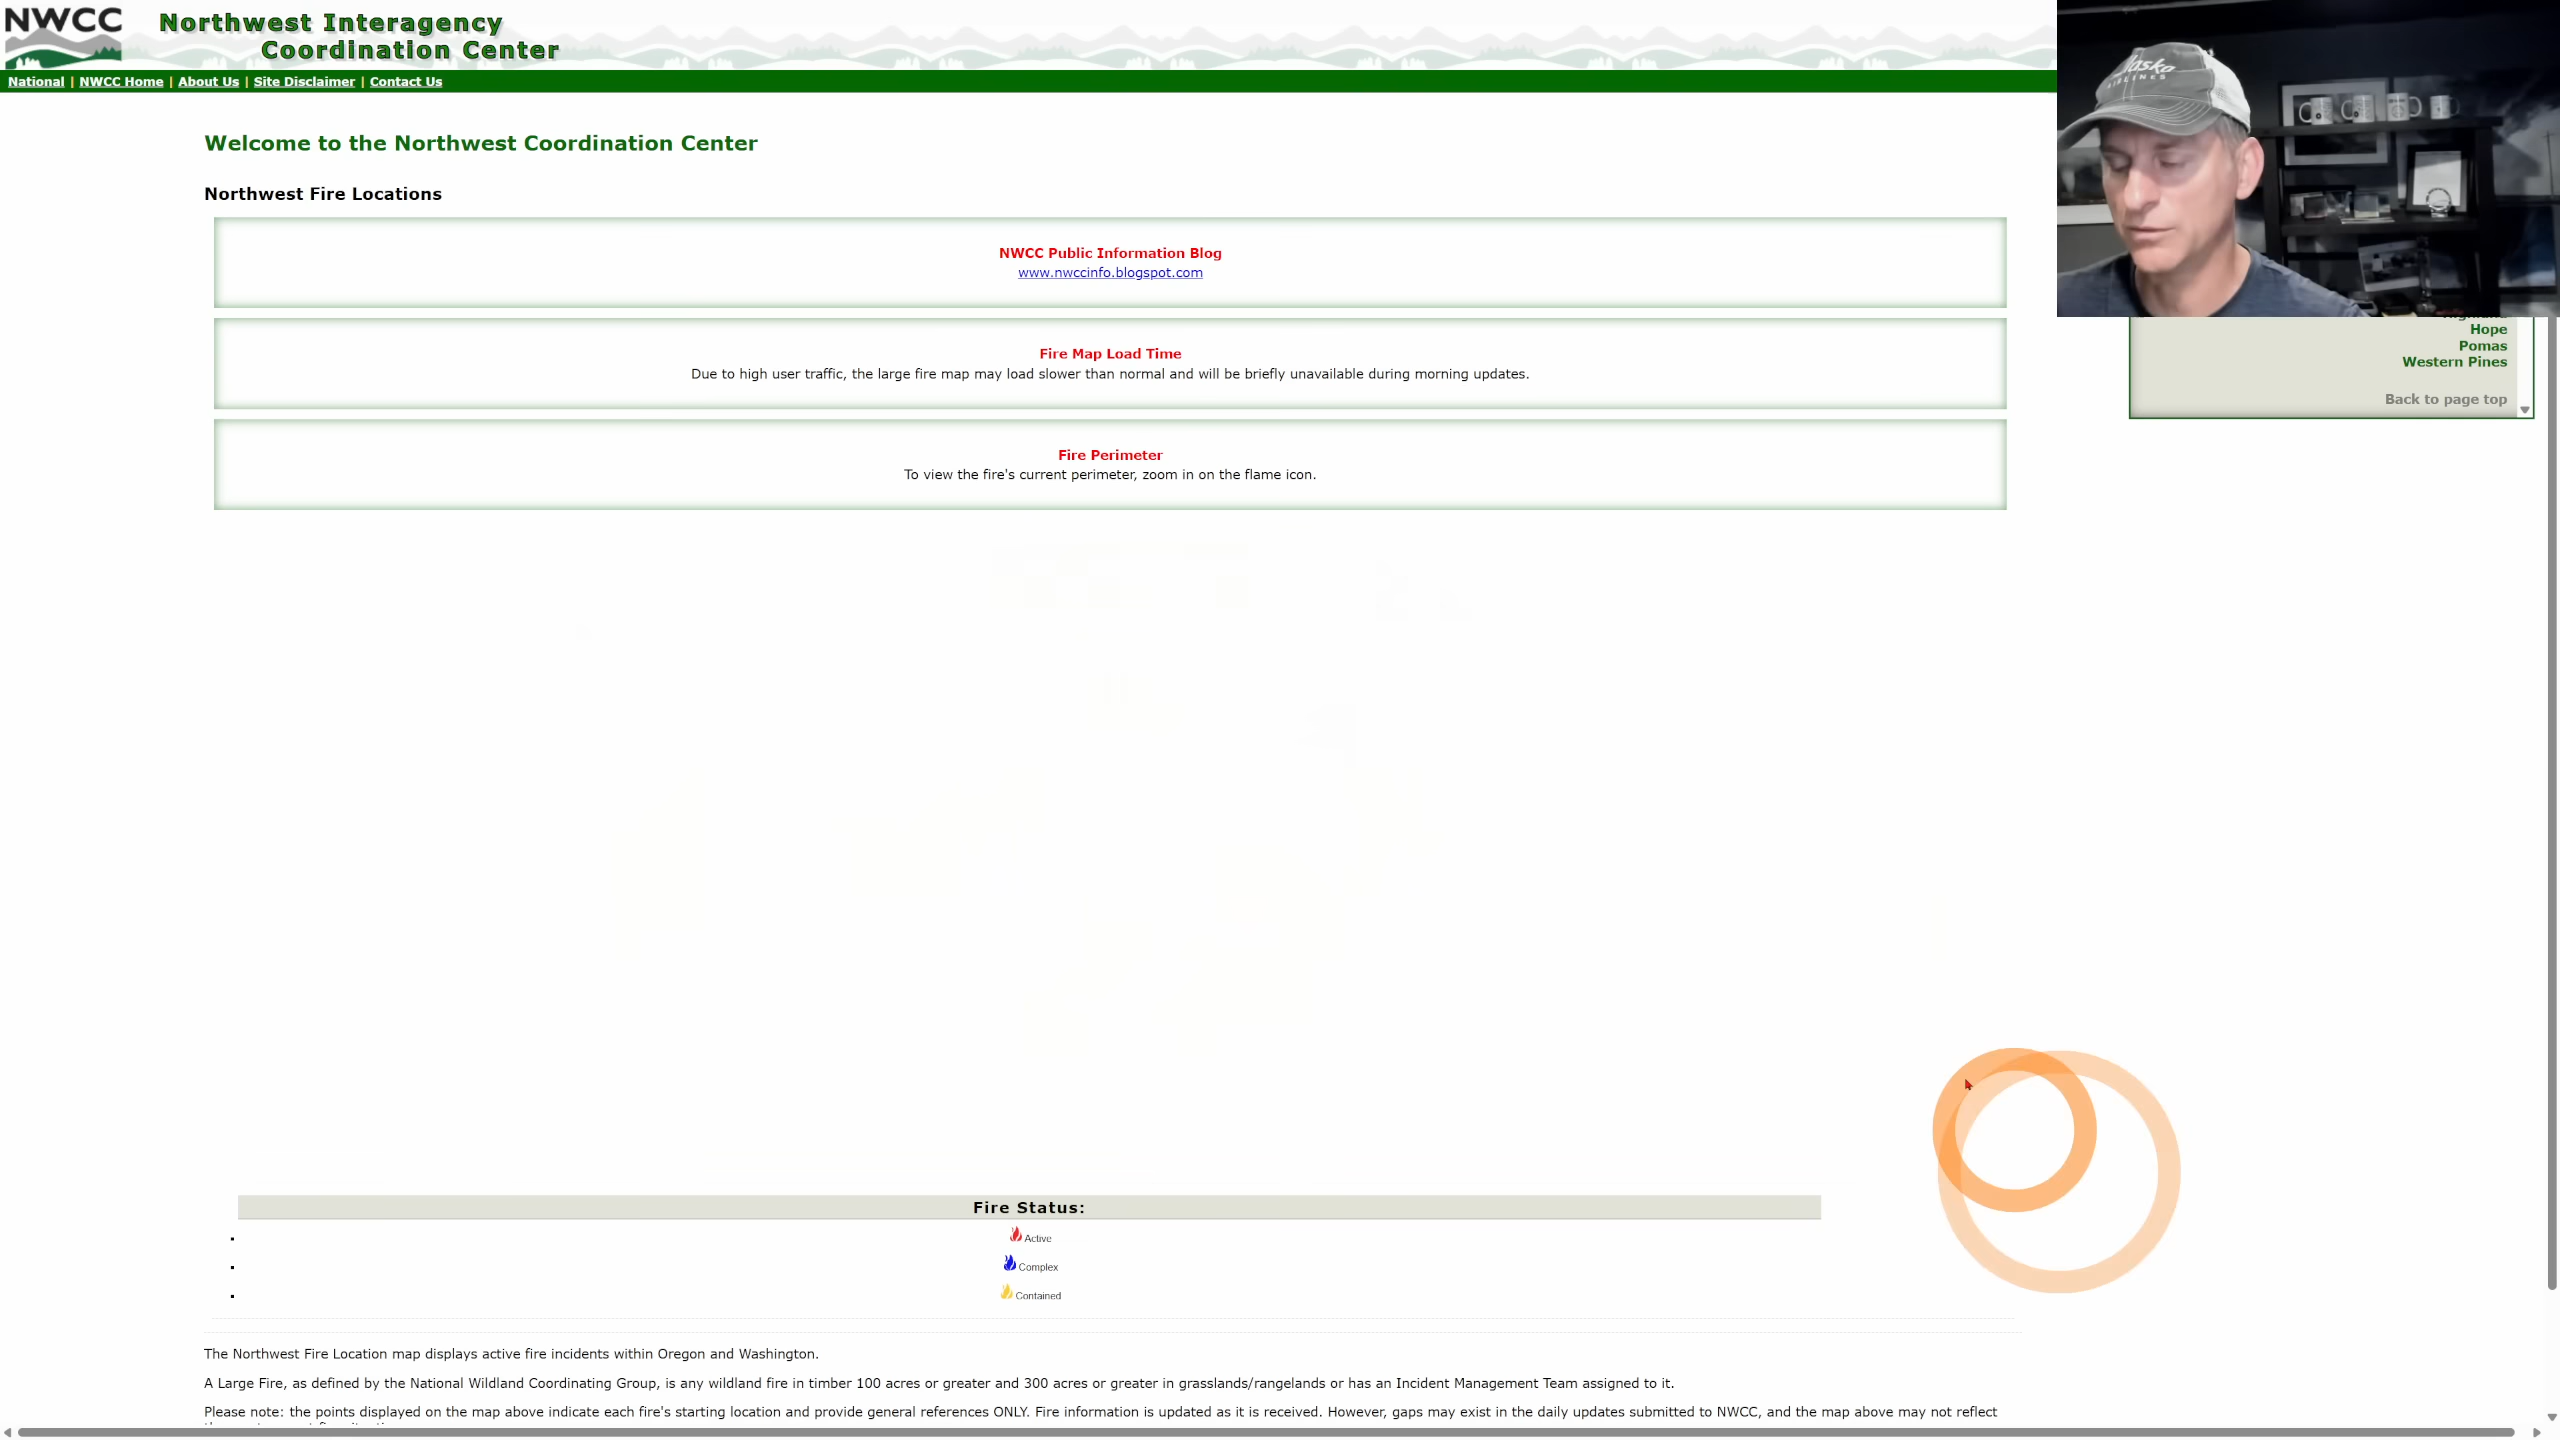 NWCC
Northwest Interagency
Coordination Center
National | NWCC Home | About Us | Site Disclaimer | Contact Us
Welcome to the Northwest Coordination Center
Northwest Fire Locations
NWCC Public Information Blog
www.nwccinfo.blogspot.com
Fire Map Load Time
Due to high user traffic, the large fire map may load slower than normal and will be briefly unavailable during morning updates.
Fire Perimeter
To view the fire's current perimeter, zoom in on the flame icon.
Hope
Pomas
Western Pines
Back to page top
Fire Status:
Active
Complex
Contained
The Northwest Fire Location map displays active fire incidents within Oregon and Washington.
A Large Fire, as defined by the National Wildland Coordinating Group, is any wildland fire in timber 100 acres or greater and 300 acres or greater in grasslands/rangelands or has an Incident Management Team assigned to it.
Please note: the points displayed on the map above indicate each fire's starting location and provide general references ONLY. Fire information is updated as it is received. However, gaps may exist in the daily updates submitted to NWCC, and the map above may not reflect